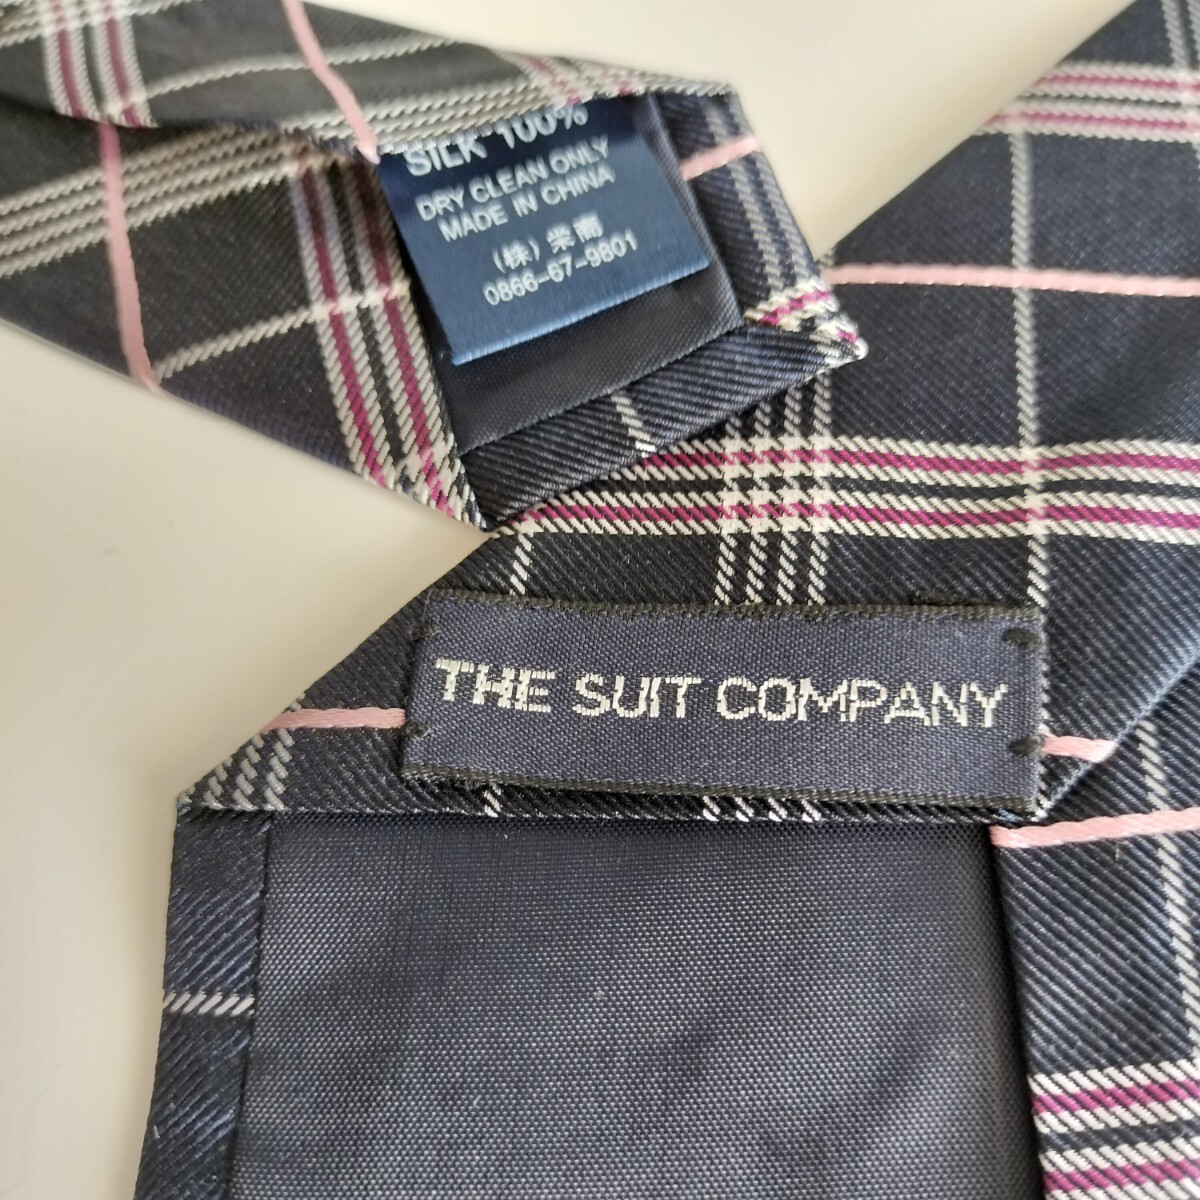 SILK 100%
DRY CLEAN ONLY
MADE IN CHINA
（株）栄商
0866-67-9801
THE SUIT COMPANY